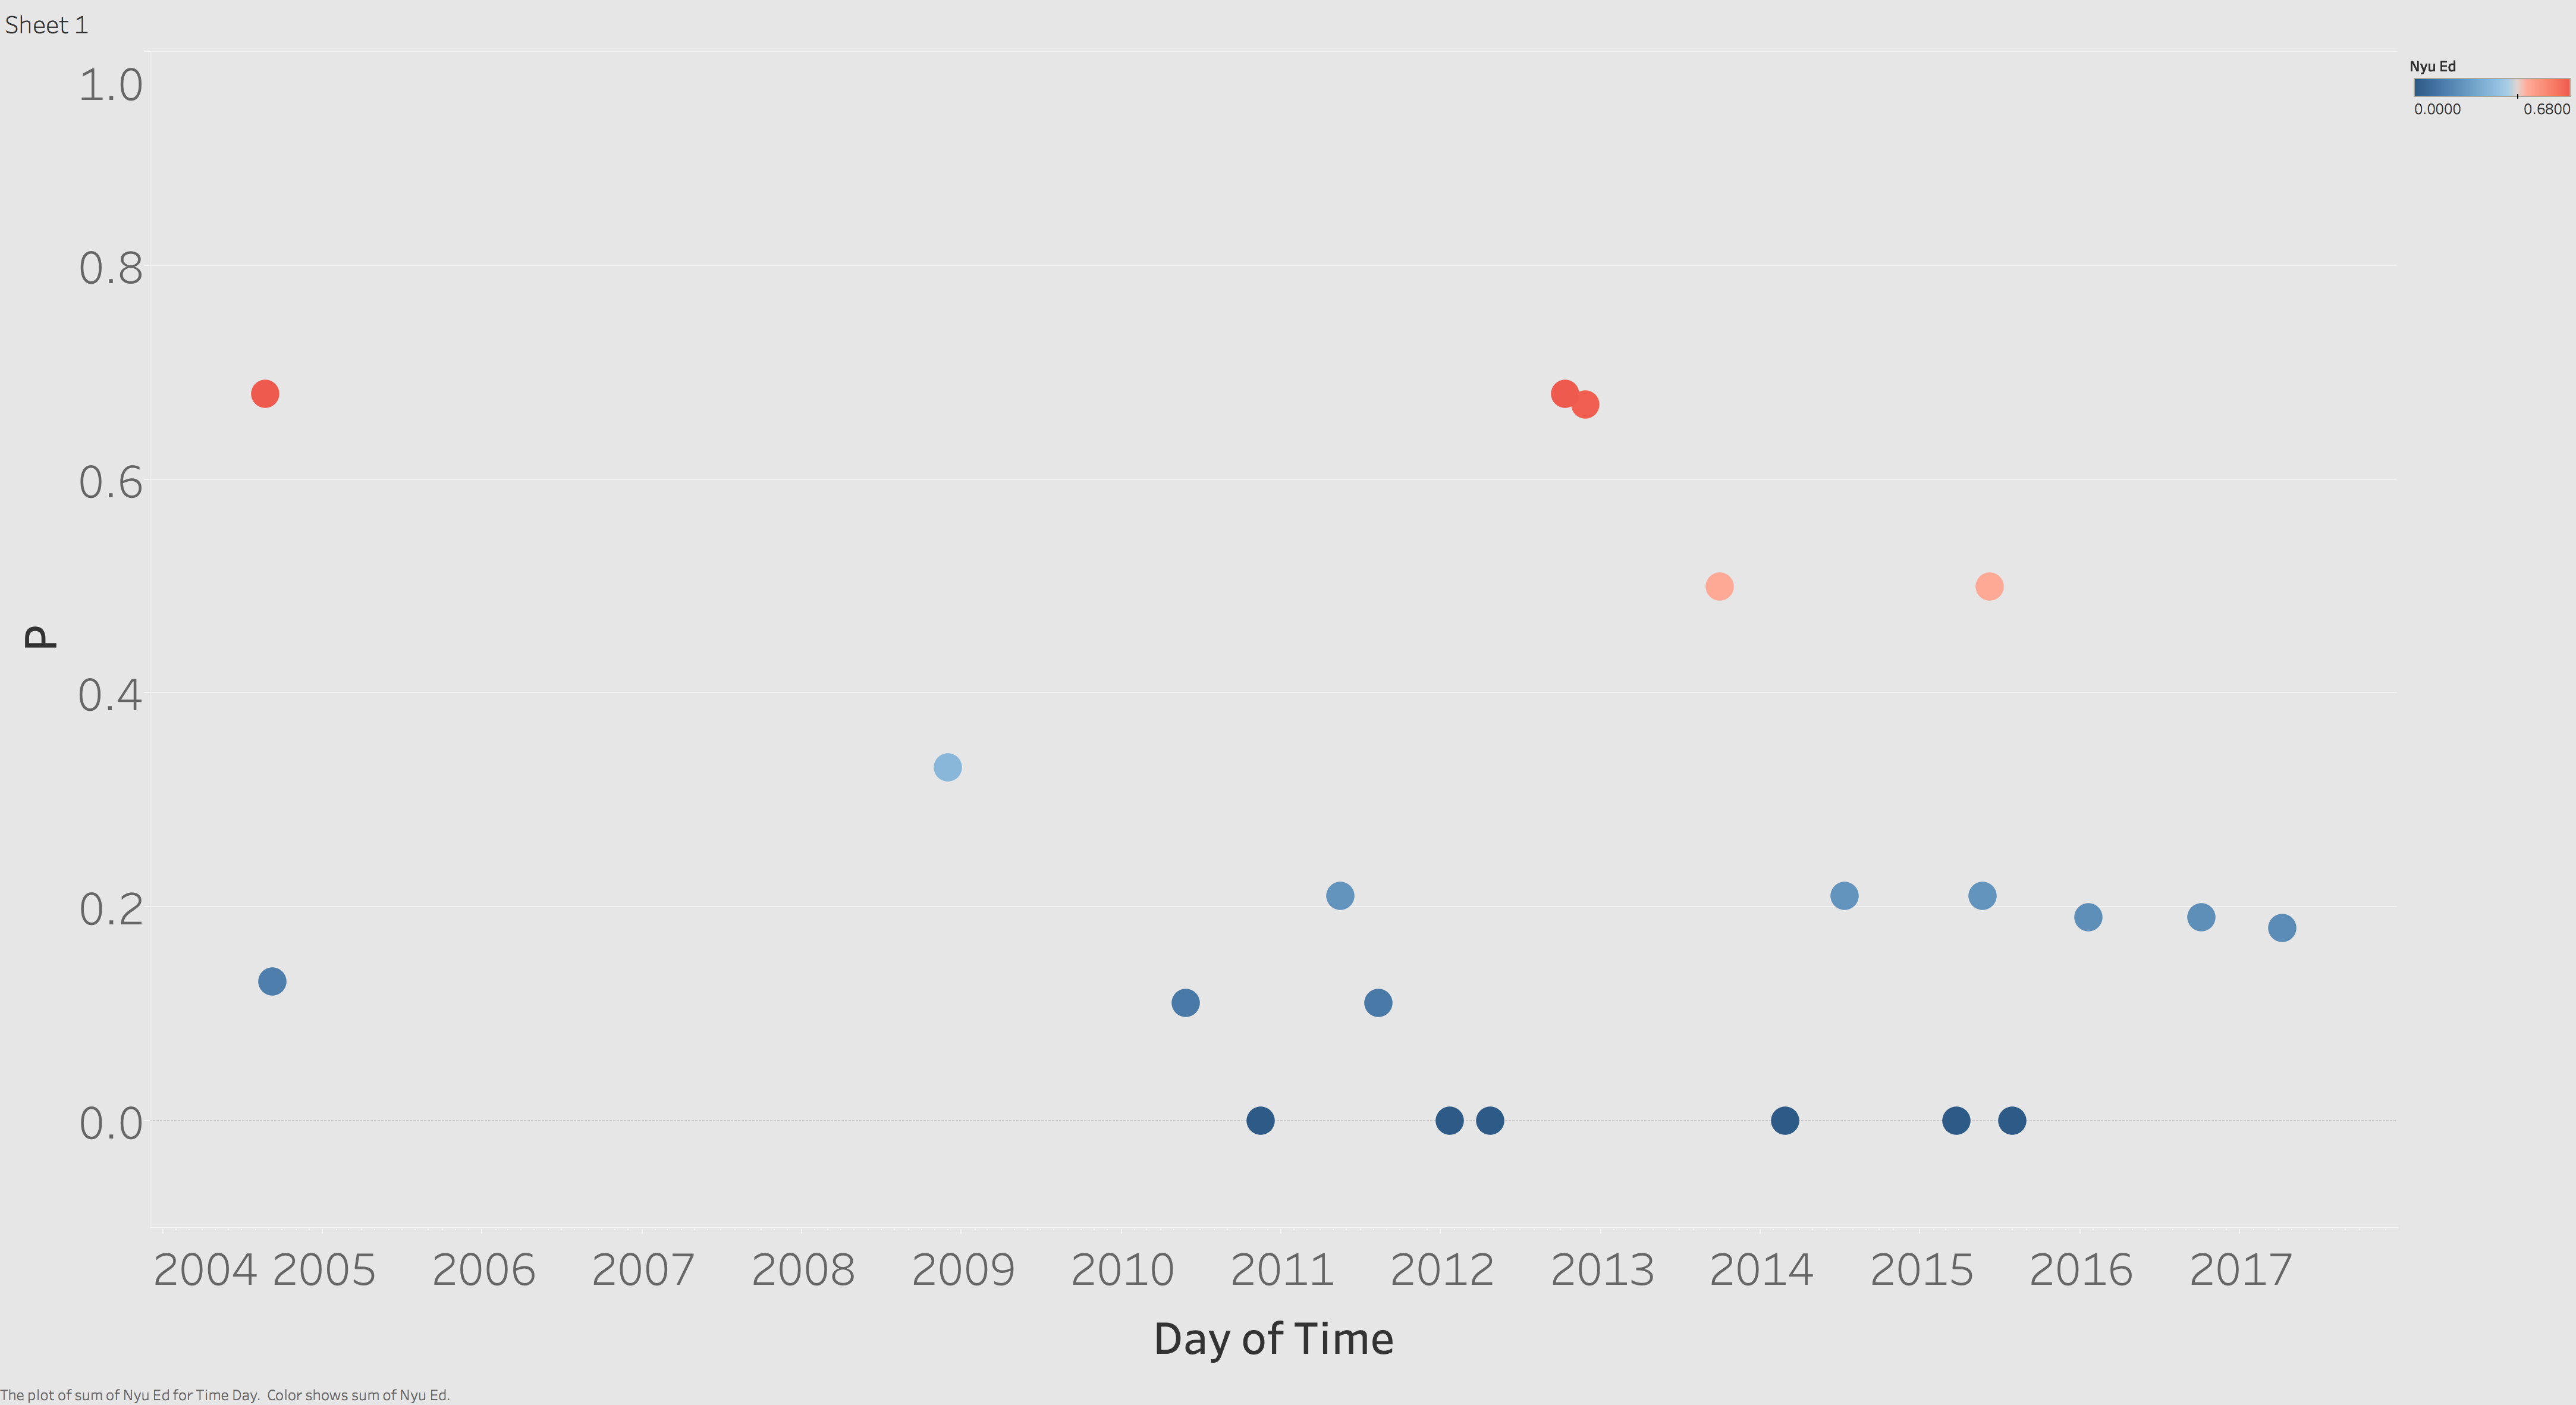 Sheet 1
Nyu Ed
0.0000 0.6800
1.0
0.8
0.6
0.4
0.2
0.0
P
2004 2005 2006 2007 2008 2009 2010 2011 2012 2013 2014 2015 2016 2017
Day of Time
The plot of sum of Nyu Ed for Time Day.  Color shows sum of Nyu Ed.